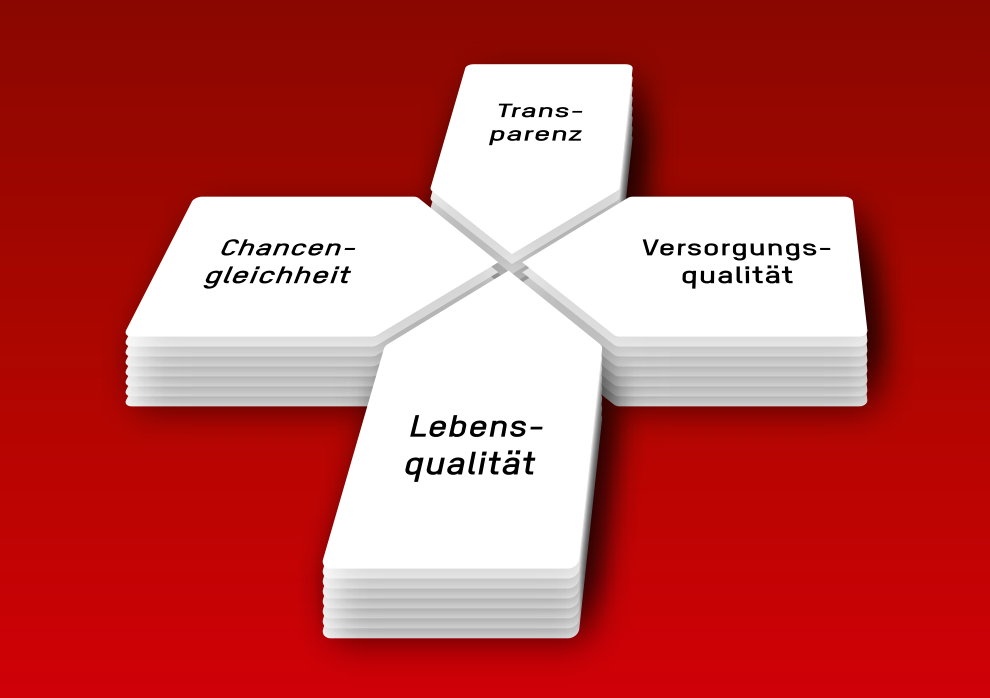 Trans-
parenz
Chancen-
gleichheit
Versorgungs-
qualität
Lebens-
qualität